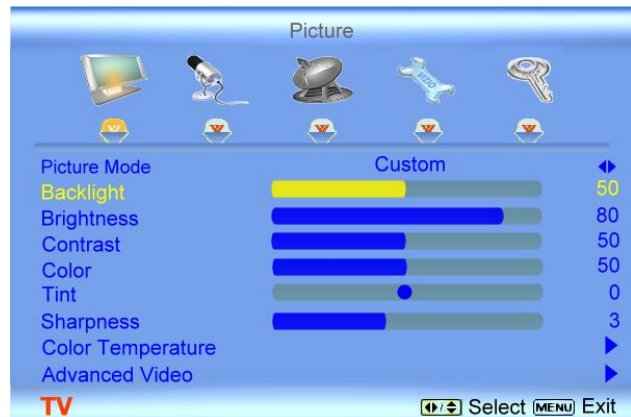 Picture
VIZIO
Picture Mode Custom
Backlight 50
Brightness 80
Contrast 50
Color 50
Tint 0
Sharpness 3
Color Temperature
Advanced Video
TV Select MENU Exit